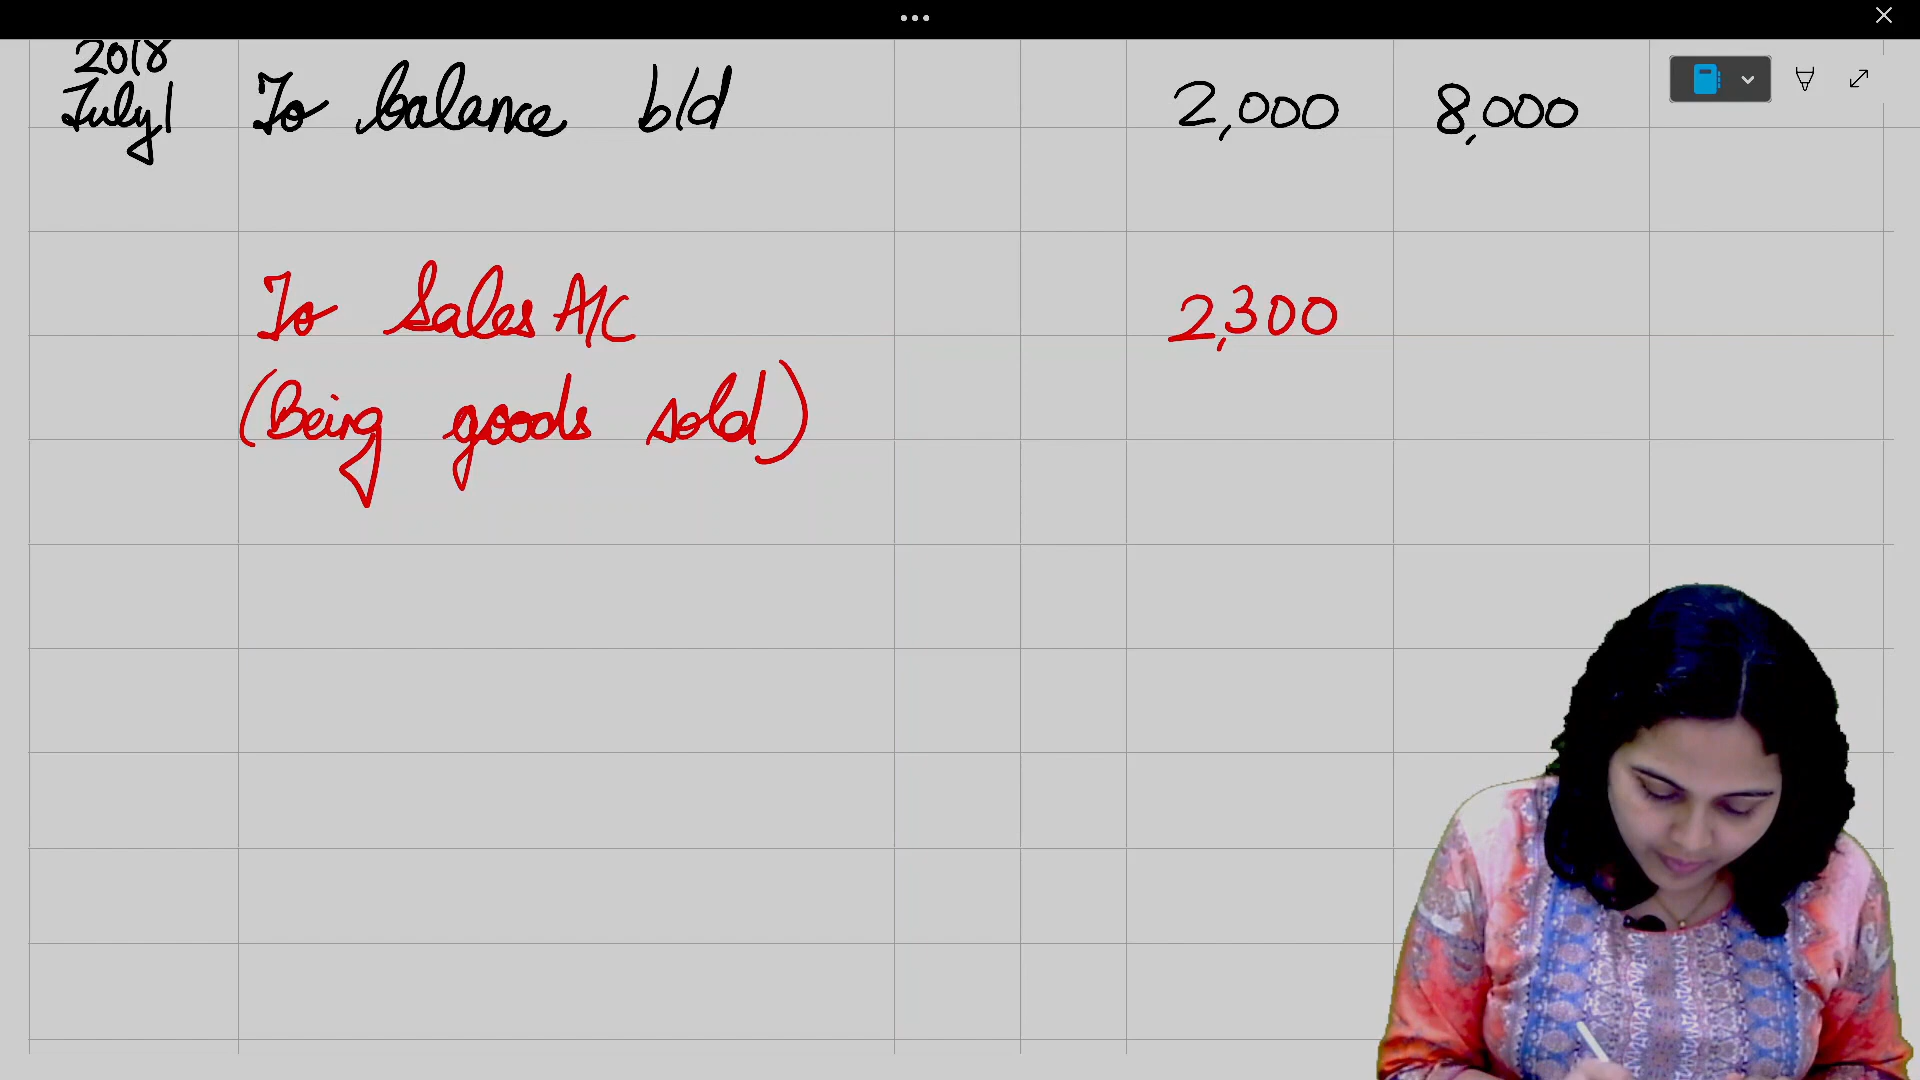 2018
July 1 To balance b/d 2,000 8,000
To Sales A/C 2,300
(Being goods sold)